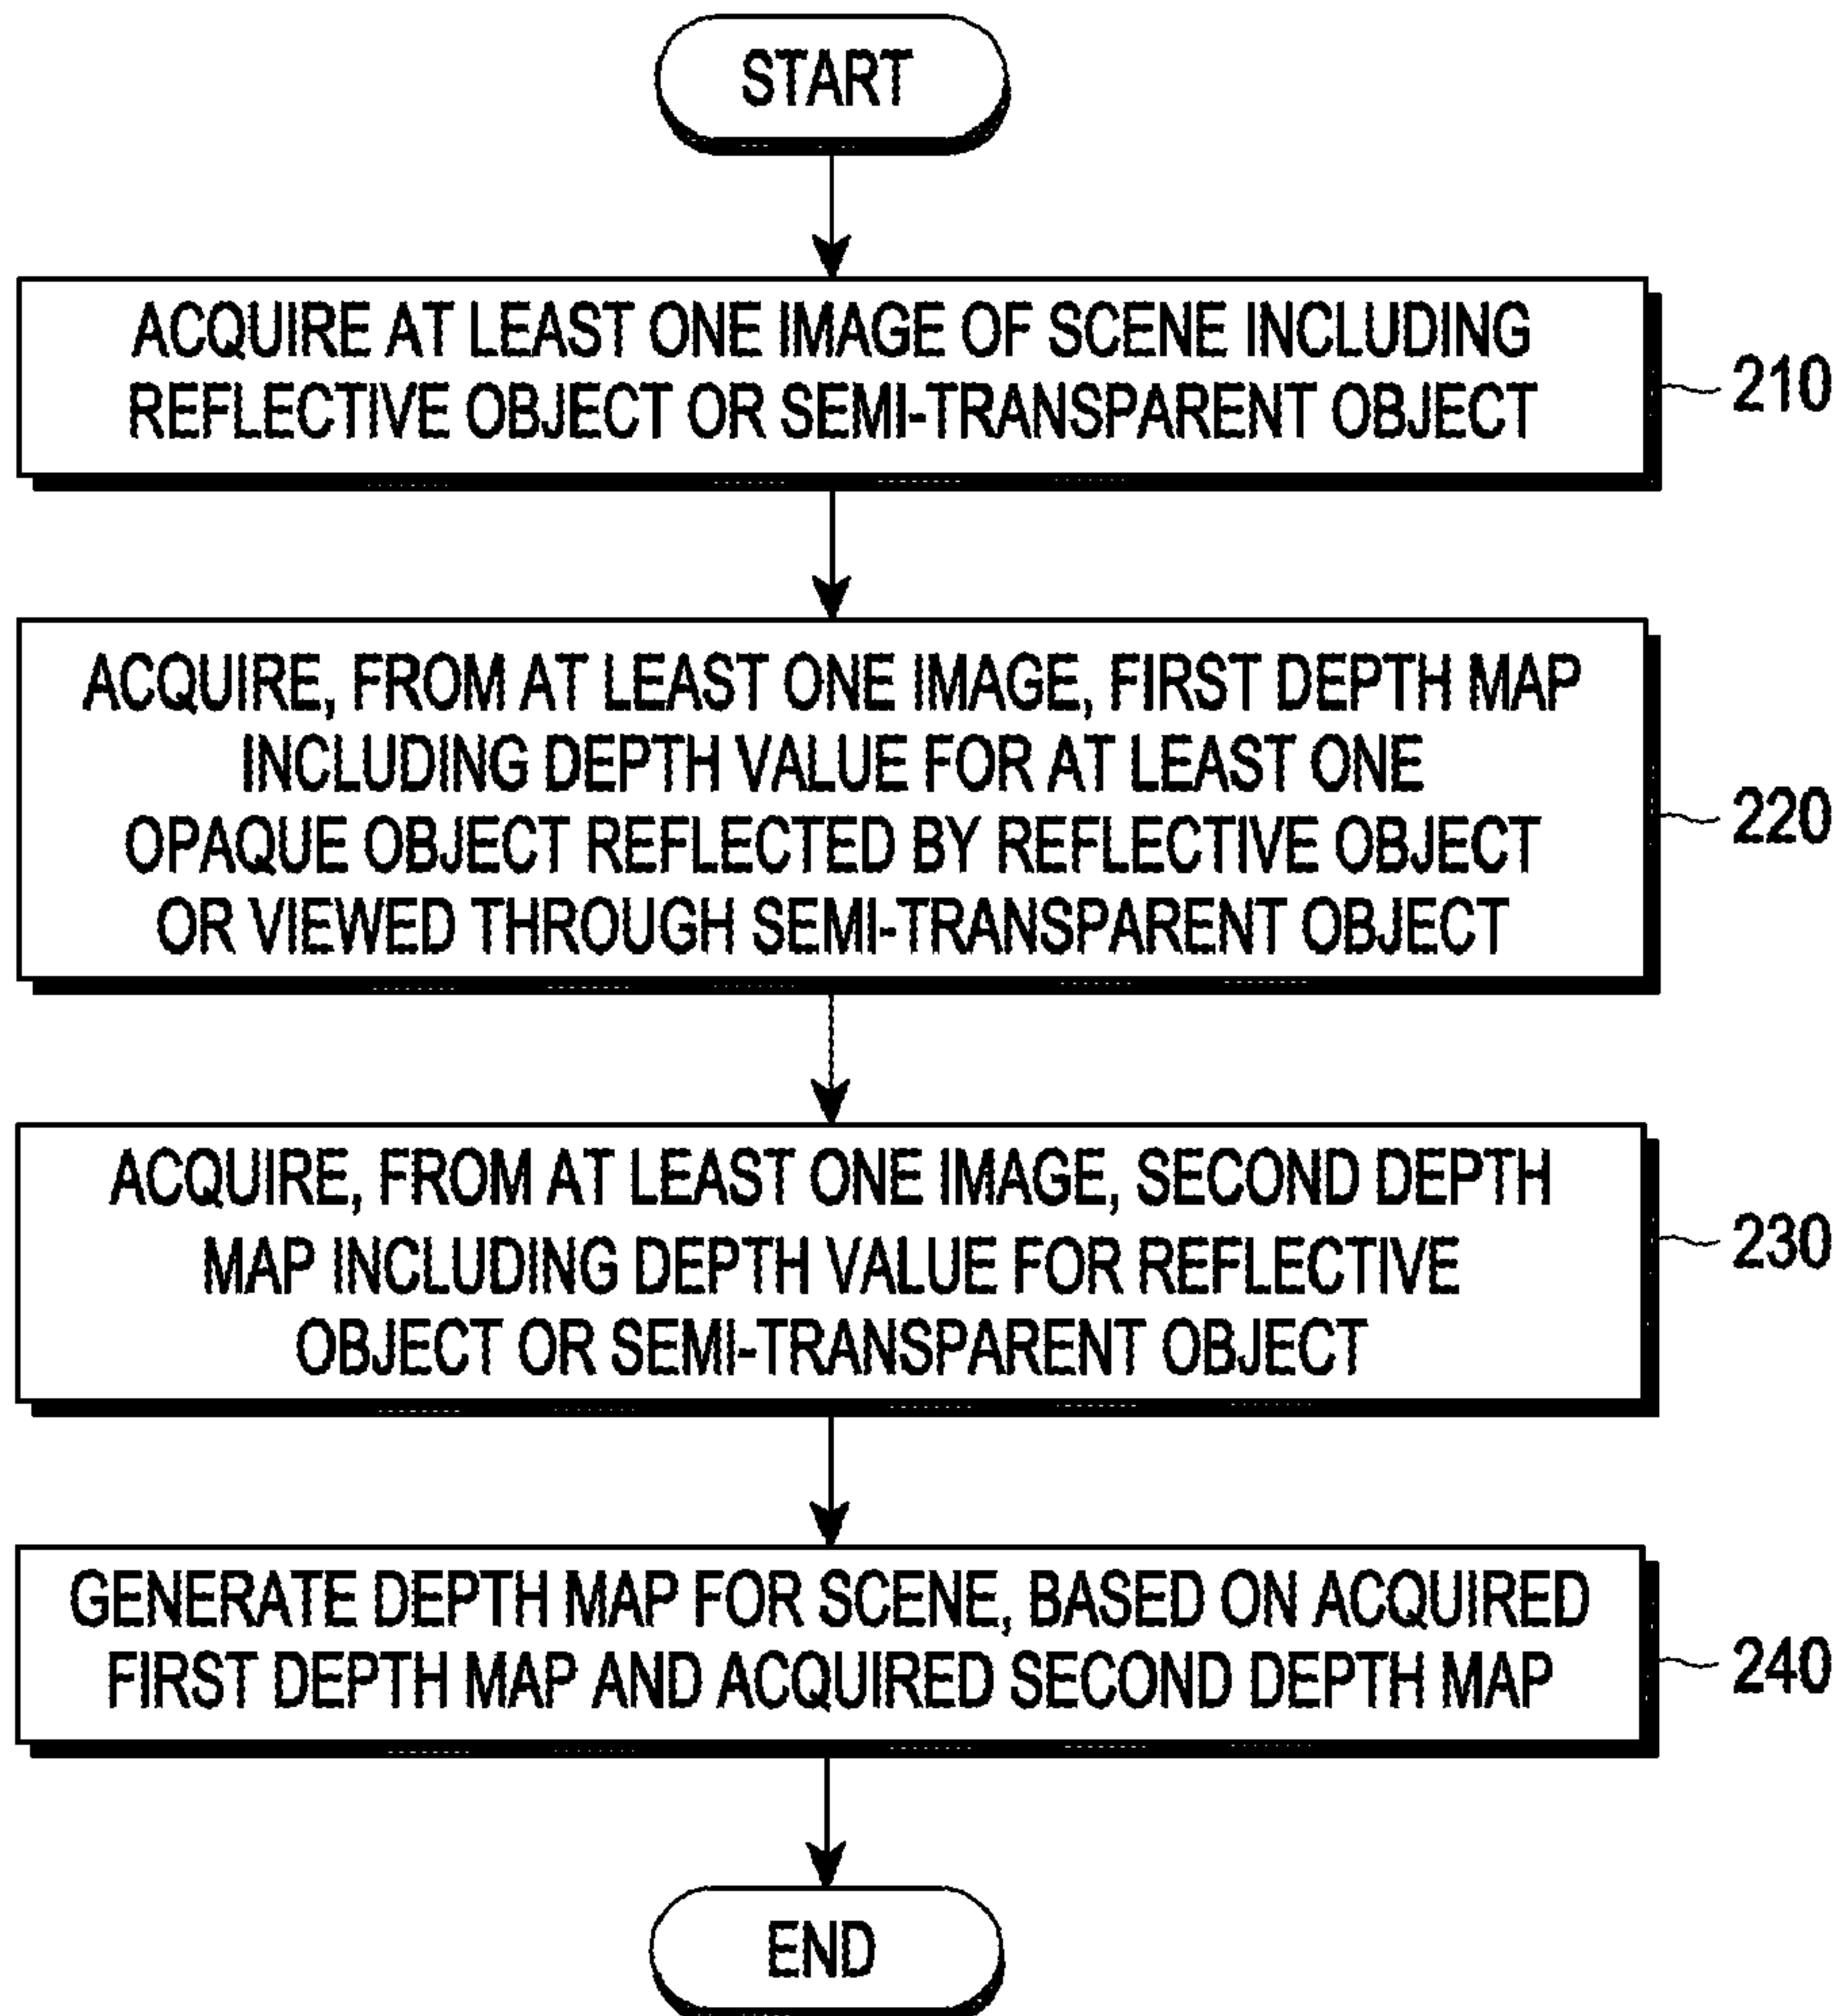 START
ACQUIRE AT LEAST ONE IMAGE OF SCENE INCLUDING
REFLECTIVE OBJECT OR SEMI-TRANSPARENT OBJECT
210
ACQUIRE, FROM AT LEAST ONE IMAGE, FIRST DEPTH MAP
INCLUDING DEPTH VALUE FOR AT LEAST ONE
OPAQUE OBJECT REFLECTED BY REFLECTIVE OBJECT
OR VIEWED THROUGH SEMI-TRANSPARENT OBJECT
220
ACQUIRE, FROM AT LEAST ONE IMAGE, SECOND DEPTH
MAP INCLUDING DEPTH VALUE FOR REFLECTIVE
OBJECT OR SEMI-TRANSPARENT OBJECT
230
GENERATE DEPTH MAP FOR SCENE, BASED ON ACQUIRED
FIRST DEPTH MAP AND ACQUIRED SECOND DEPTH MAP
240
END